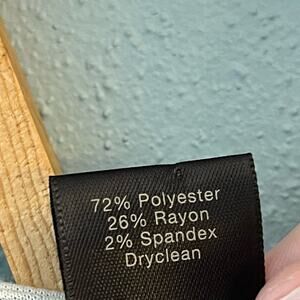 72% Polyester
26% Rayon
2% Spandex
Dryclean